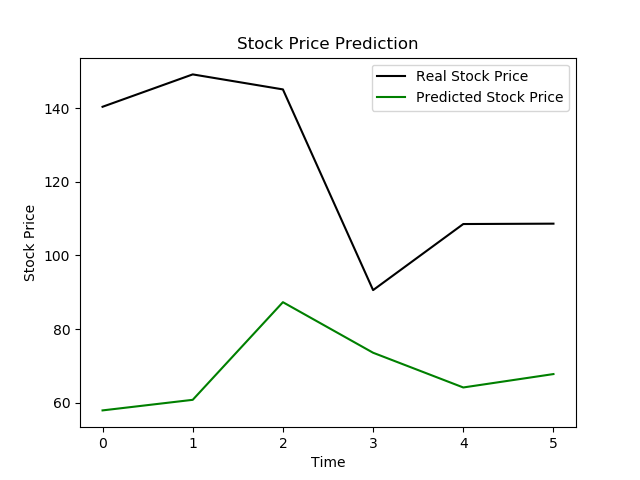 Stock Price Prediction
Real Stock Price
Predicted Stock Price
140
120
100
80
60
Stock Price
0 1 2 3 4 5
Time